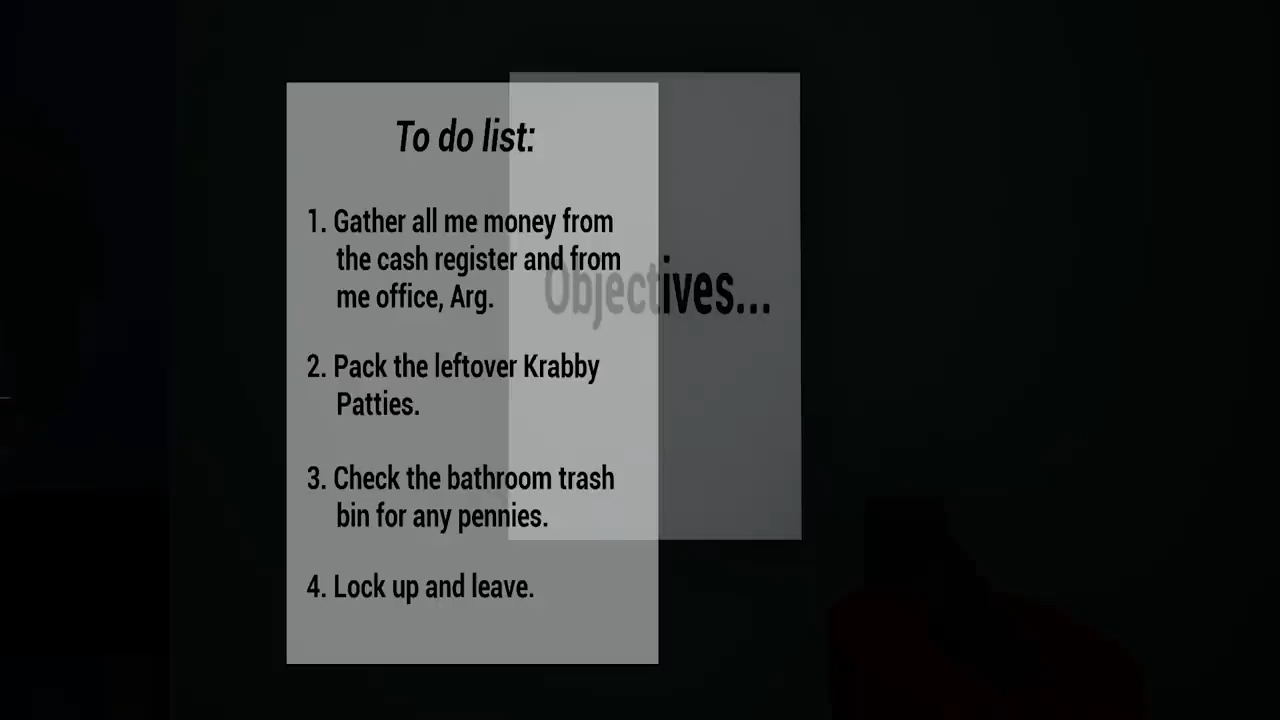 To do list:
1. Gather all me money from
the cash register and from
me office, Arg.
Objectives...
2. Pack the leftover Krabby
Patties.
3. Check the bathroom trash
bin for any pennies.
4. Lock up and leave.